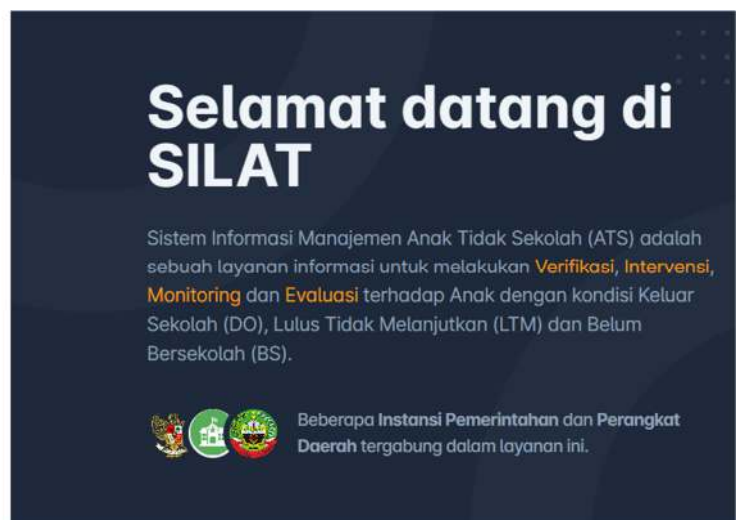 Selamat datang di
SILAT
Sistem Informasi Manajemen Anak Tidak Sekolah (ATS) adalah
sebuah layanan informasi untuk melakukan Verifikasi, Intervensi,
Monitoring dan Evaluasi terhadap Anak dengan kondisi Keluar
Sekolah (DO), Lulus Tidak Melanjutkan (LTM) dan Belum
Bersekolah (BS).
Beberapa Instansi Pemerintahan dan Perangkat
Daerah tergabung dalam layanan ini.